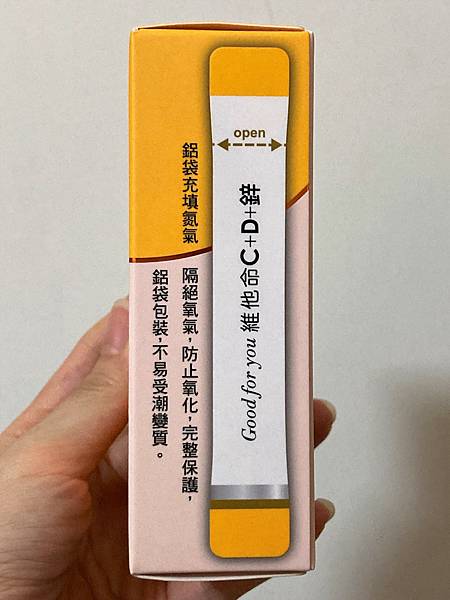 open
Good for you 維他命C+D+鋅
鋁袋充填氮氣 隔絕氧氣,防止氧化,完整保護,
鋁袋包裝,不易受潮變質。